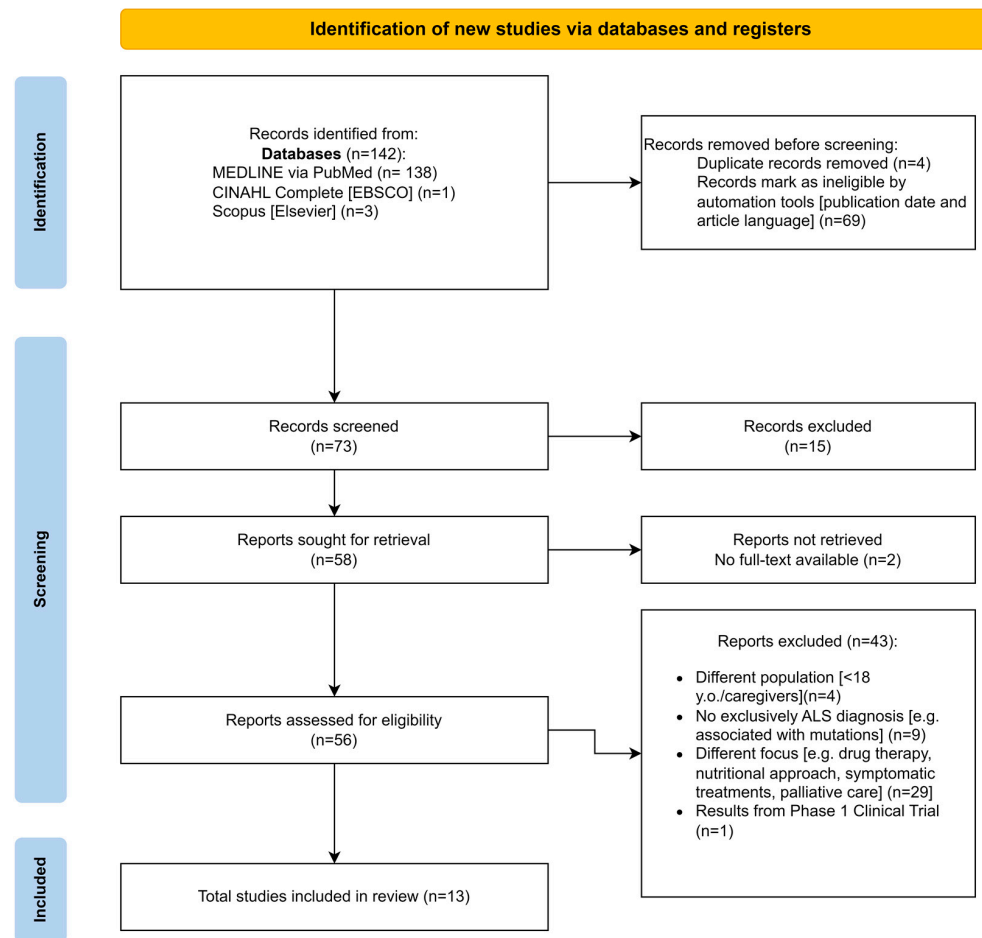 Identification of new studies via databases and registers
Identification
Records identified from:
Databases (n=142):
MEDLINE via PubMed (n= 138)
CINAHL Complete [EBSCO] (n=1)
Scopus [Elsevier] (n=3)
Records removed before screening:
Duplicate records removed (n=4)
Records mark as ineligible by
automation tools [publication date and
article language] (n=69)
Screening
Records screened
(n=73)
Records excluded
(n=15)
Reports sought for retrieval
(n=58)
Reports not retrieved
No full-text available (n=2)
Reports assessed for eligibility
(n=56)
Reports excluded (n=43):
• Different population [<18
y.o./caregivers](n=4)
• No exclusively ALS diagnosis [e.g.
associated with mutations] (n=9)
• Different focus [e.g. drug therapy,
nutritional approach, symptomatic
treatments, palliative care] (n=29]
• Results from Phase 1 Clinical Trial
(n=1)
Included
Total studies included in review (n=13)